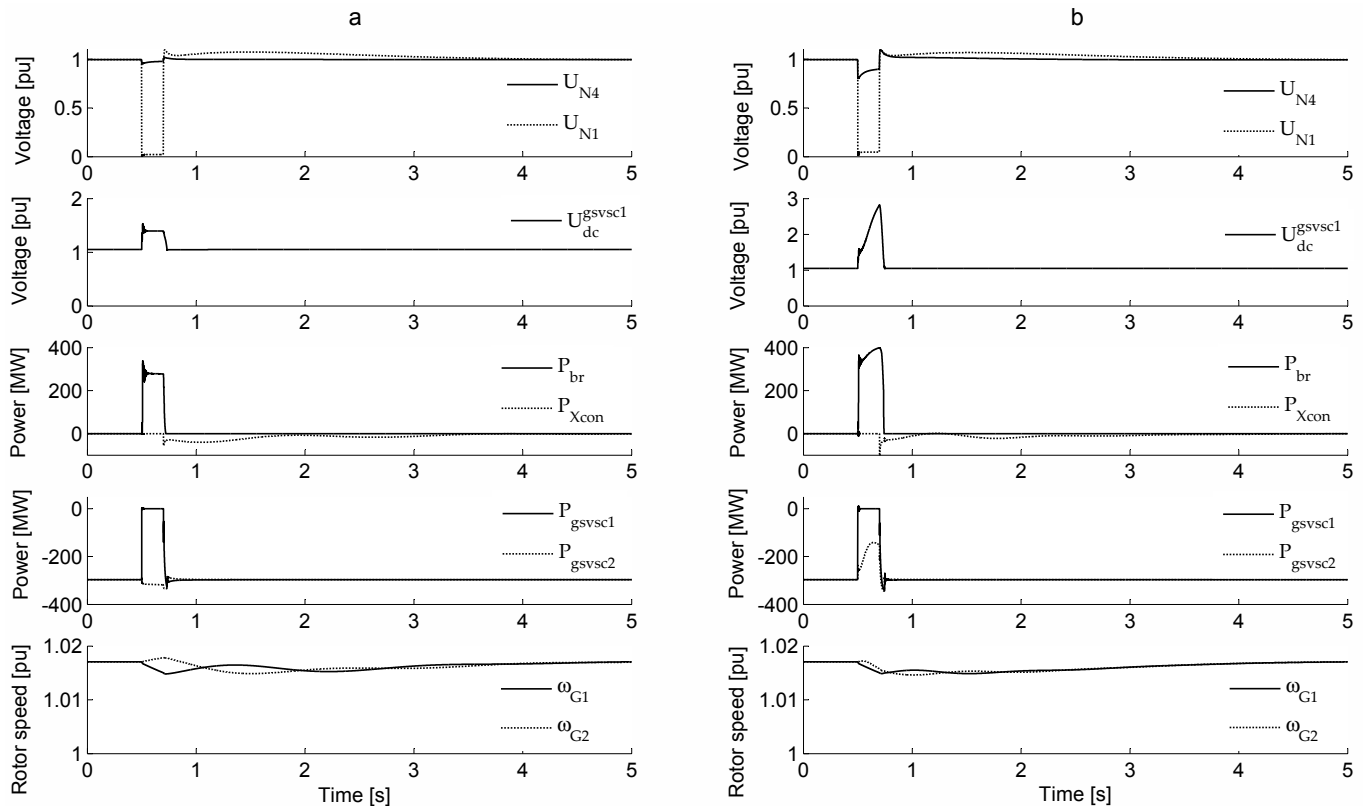 a
Voltage [pu]
1
0.5
0
U_N4
U_N1
0 1 2 3 4 5
Voltage [pu]
2
1
0
U_dc^gsvsc1
0 1 2 3 4 5
Power [MW]
400
200
0
P_br
P_Xcon
0 1 2 3 4 5
Power [MW]
0
-200
-400
P_gsvsc1
P_gsvsc2
0 1 2 3 4 5
Rotor speed [pu]
1.02
1.01
1
ω_G1
ω_G2
0 1 2 3 4 5
Time [s]
b
Voltage [pu]
1
0.5
0
U_N4
U_N1
0 1 2 3 4 5
Voltage [pu]
3
2
1
0
U_dc^gsvsc1
0 1 2 3 4 5
Power [MW]
400
200
0
P_br
P_Xcon
0 1 2 3 4 5
Power [MW]
0
-200
-400
P_gsvsc1
P_gsvsc2
0 1 2 3 4 5
Rotor speed [pu]
1.02
1.01
1
ω_G1
ω_G2
0 1 2 3 4 5
Time [s]